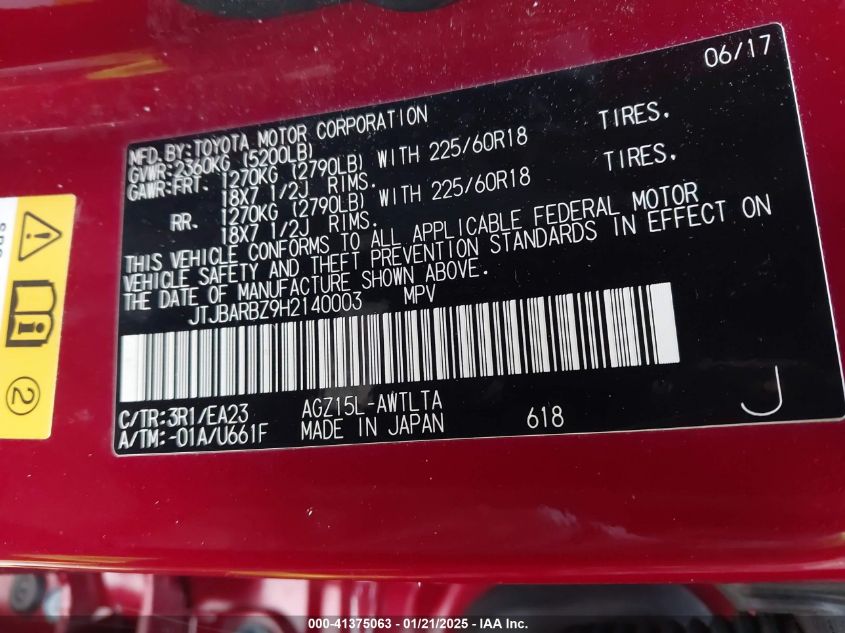 06/17
MFD.BY:TOYOTA MOTOR CORPORATION
GVWR:2360KG (5200LB)
GAWR:FRT. 1270KG (2790LB) WITH 225/60R18 TIRES.
18X7 1/2J RIMS.
RR. 1270KG (2790LB) WITH 225/60R18 TIRES.
18X7 1/2J RIMS.
THIS VEHICLE CONFORMS TO ALL APPLICABLE FEDERAL MOTOR
VEHICLE SAFETY AND THEFT PREVENTION STANDARDS IN EFFECT ON
THE DATE OF MANUFACTURE SHOWN ABOVE.
JTJBARBZ9H2140003 MPV
C/TR:3R1/EA23 AGZ15L-AWTLTA
A/TM:-01A/U661F MADE IN JAPAN 618 J
2
000-41375063 - 01/21/2025 - IAA Inc.